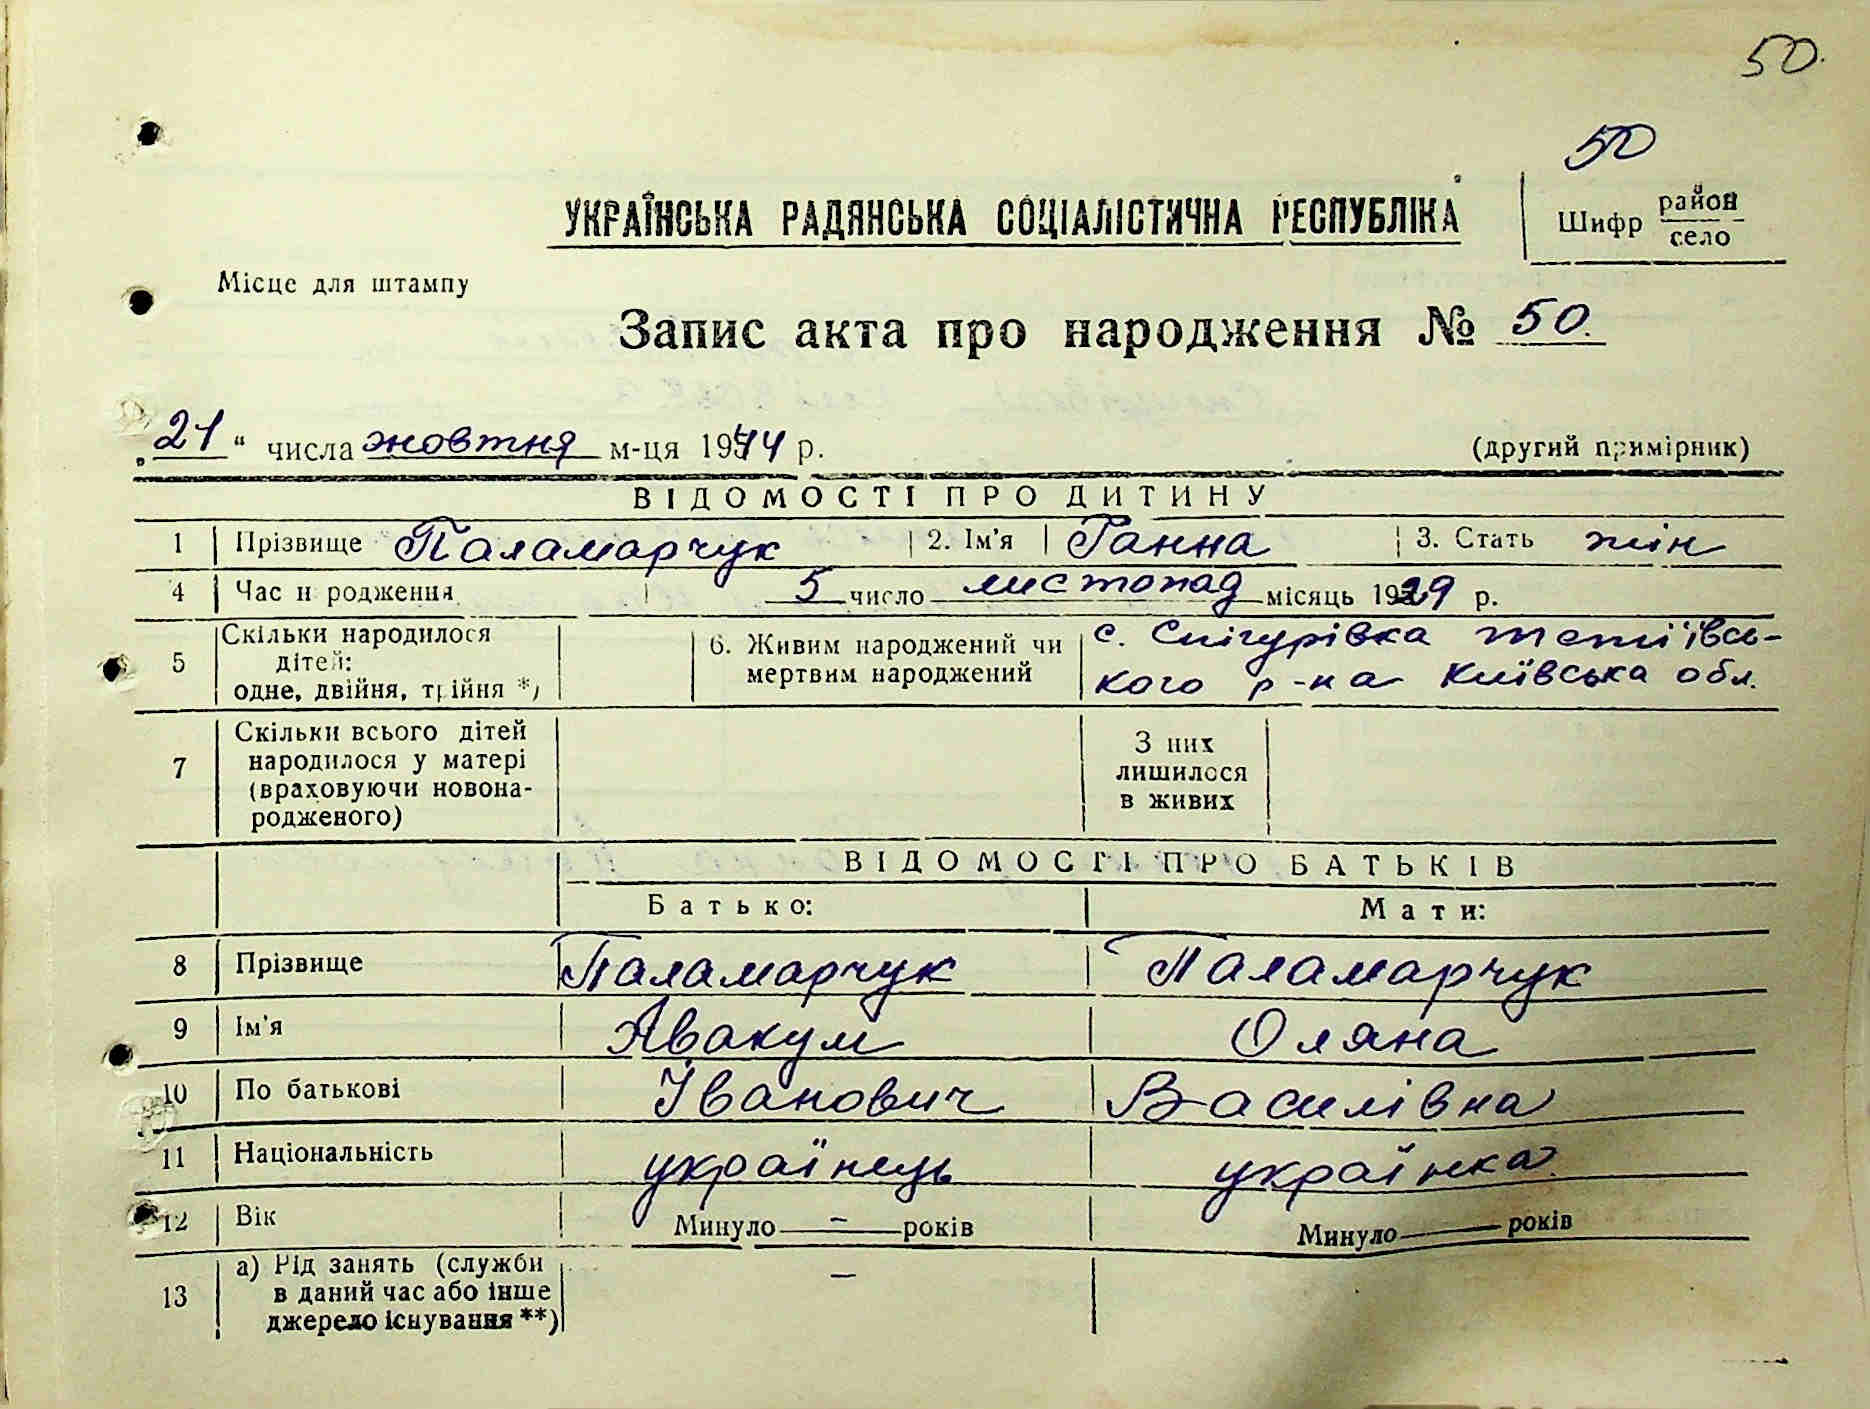 50.
50
УКРАЇНСЬКА РАДЯНСЬКА СОЦІАЛІСТИЧНА РЕСПУБЛІКА
Шифр район
село
Місце для штампу
Запис акта про народження № 50.
„21“ числа жовтня м-ця 1944 р. (другий примірник)
ВІДОМОСТІ ПРО ДИТИНУ
1 Прізвище Паламарчук 2. Ім'я Ганна 3. Стать жін
4 Час н родження 5 число листопад місяць 1929 р.
5 Скільки народилося дітей: одне, двійня, трійня *)
6. Живим народжений чи мертвим народжений
с. Снігурівка тетіївсь-
кого р-на Київська обл.
7 Скільки всього дітей народилося у матері (враховуючи новона-родженого)
З них лишилося в живих
ВІДОМОСТІ ПРО БАТЬКІВ
Батько: Мати:
8 Прізвище Паламарчук Паламарчук
9 Ім'я Авакум Оляна
10 По батькові Іванович Василівна
11 Національність українець українка
12 Вік Минуло — років Минуло — років
13 а) Рід занять (служби —
в даний час або інше
джерело існування **)